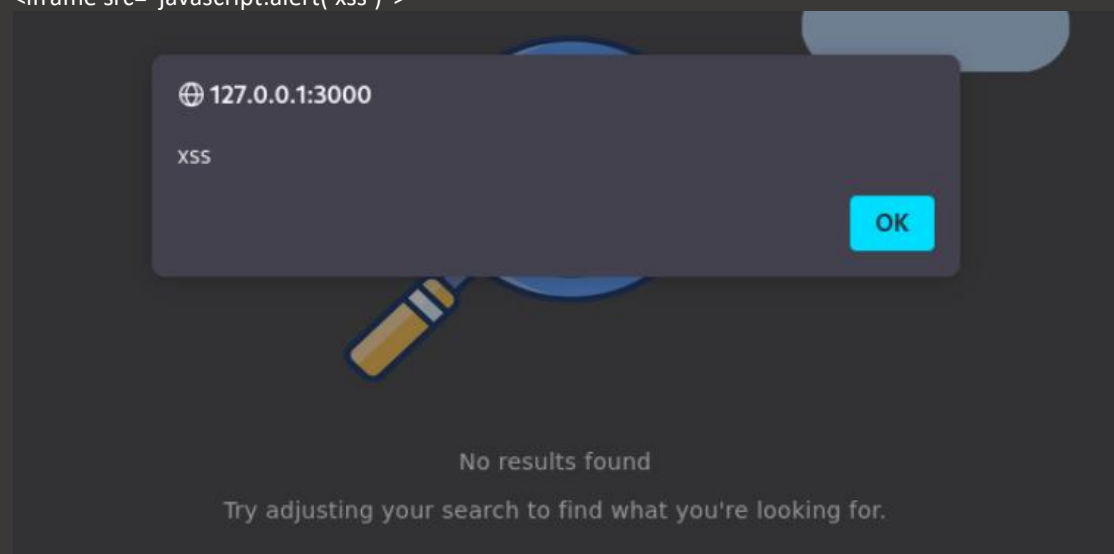 <iframe src="javascript:alert(`xss`)">
127.0.0.1:3000
xss
OK
No results found
Try adjusting your search to find what you're looking for.